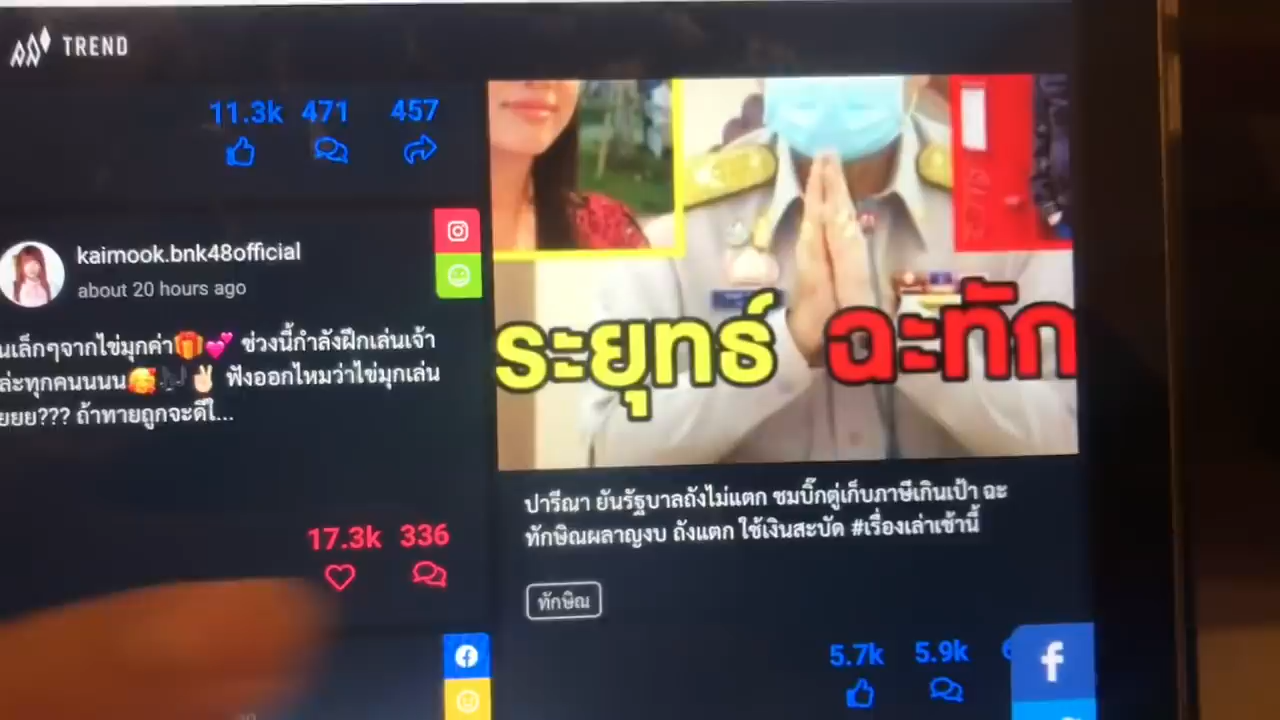 TREND
11.3k 471 457
kaimook.bnk48official
about 20 hours ago
นเล็กๆจากไข่มุกค่า🎁💕 ช่วงนี้กำลังฝึกเล่นเจ้า
ล่ะทุกคนนนน🥰🎻✌🏻 ฟังออกไหมว่าไข่มุกเล่น
ยยย??? ถ้าทายถูกจะดีใ...
17.3k 336
ระยุทธ์ ฉะทัก
ปารีณา ยันรัฐบาลถังไม่แตก ชมบิ๊กตู่เก็บภาษีเกินเป้า ฉะ
ทักษิณผลาญงบ ถังแตก ใช้เงินสะบัด #เรื่องเล่าเช้านี้
ทักษิณ
5.7k 5.9k